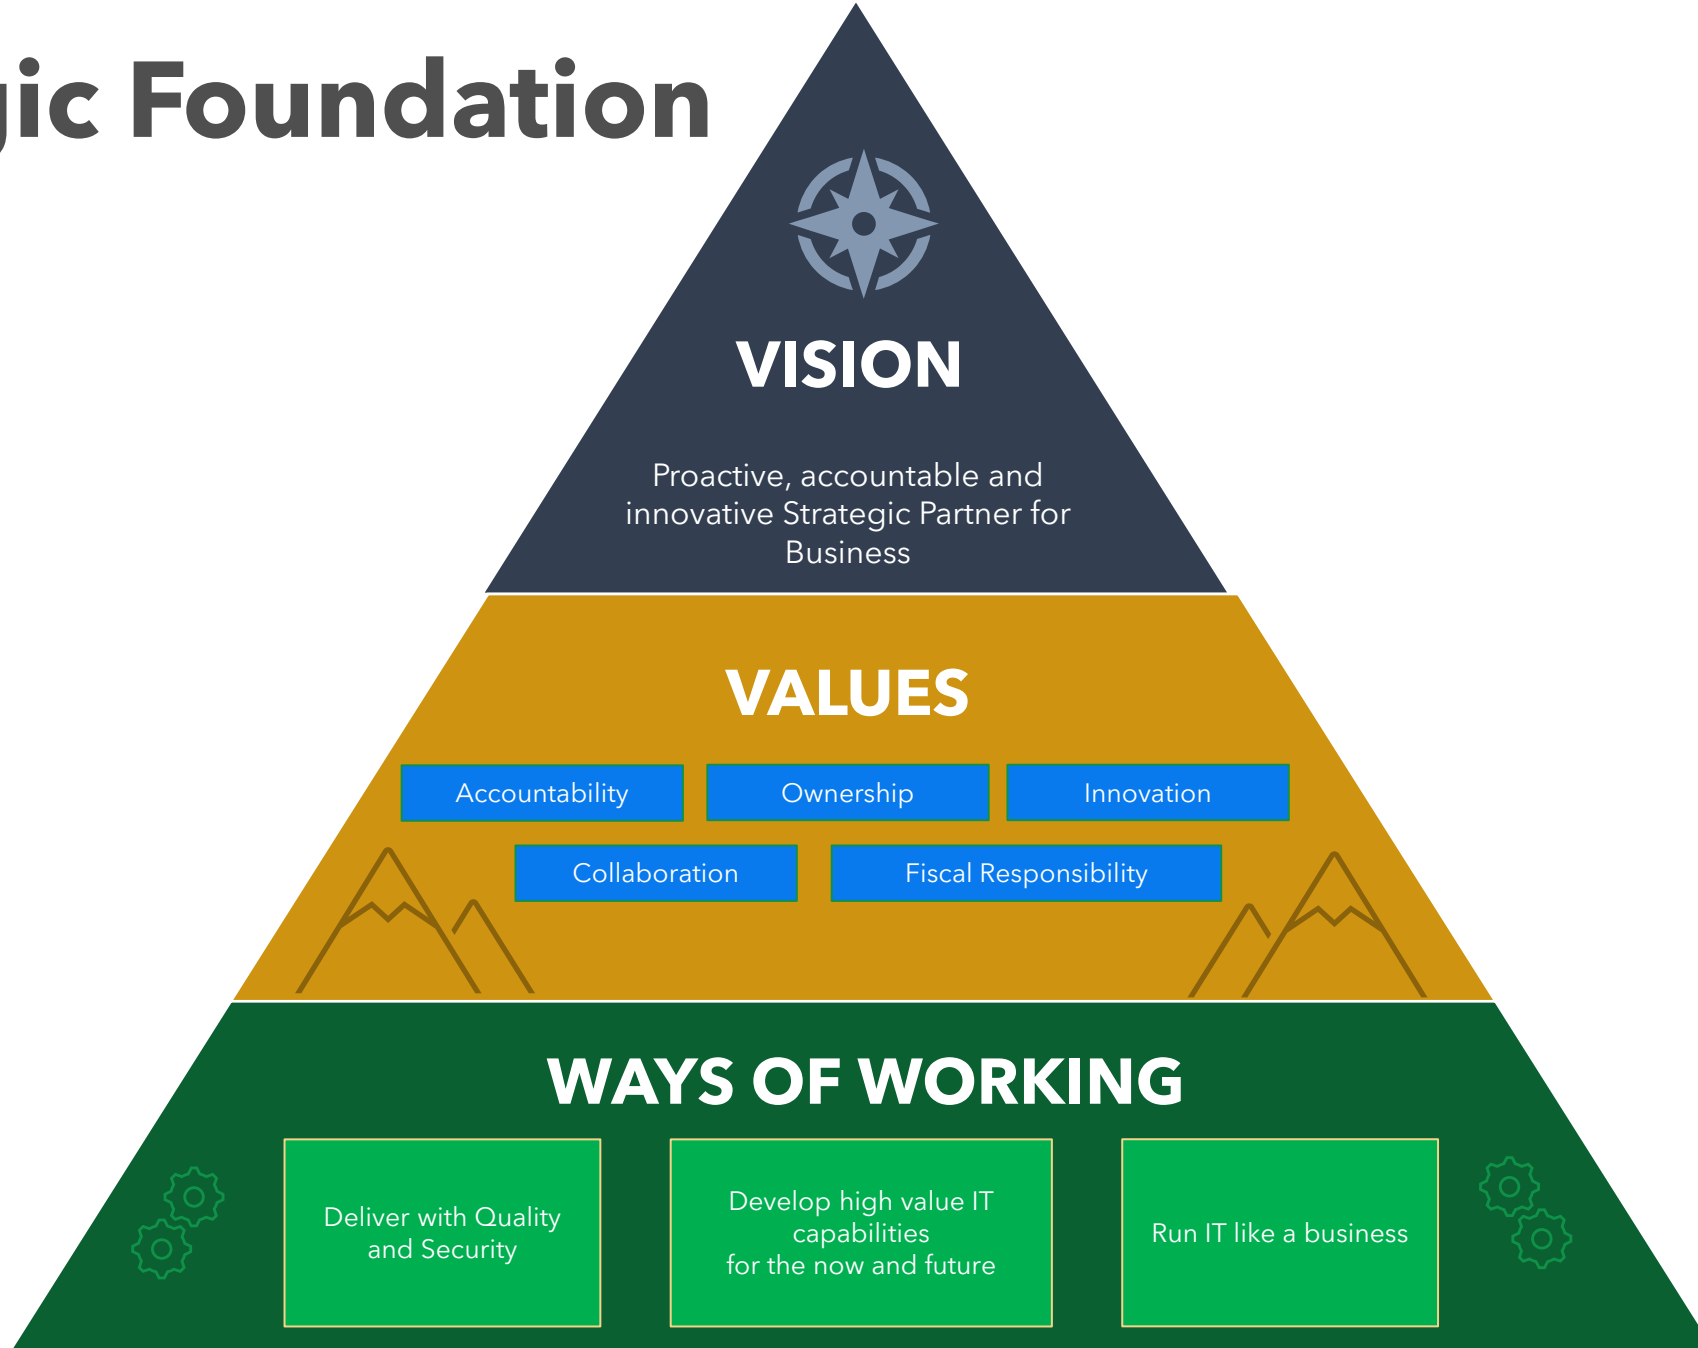 gic Foundation
VISION
Proactive, accountable and
innovative Strategic Partner for
Business
VALUES
Accountability
Ownership
Innovation
Collaboration
Fiscal Responsibility
WAYS OF WORKING
Deliver with Quality
and Security
Develop high value IT
capabilities
for the now and future
Run IT like a business